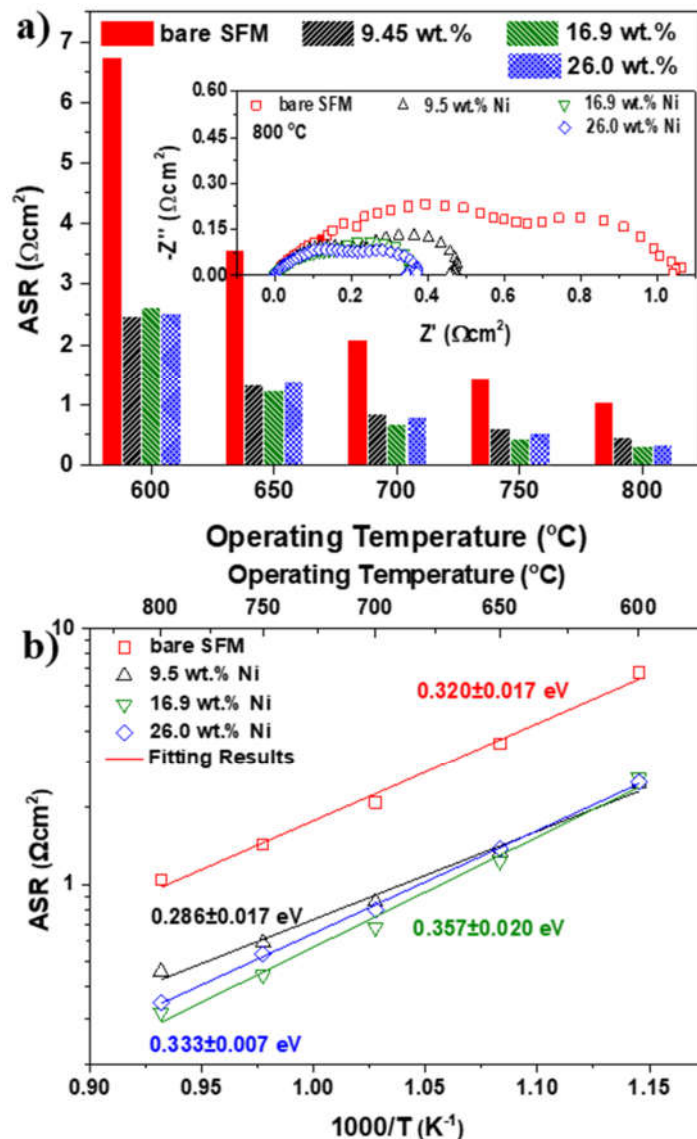 a)
bare SFM 9.45 wt.% 16.9 wt.%
26.0 wt.%
7
6
5
4
3
2
1
0
ASR (Ωcm²)
0.60
0.45
0.30
0.15
0.00
-Z'' (Ωcm²)
bare SFM 9.5 wt.% Ni 16.9 wt.% Ni
800 °C 26.0 wt.% Ni
0.0 0.2 0.4 0.6 0.8 1.0
Z' (Ωcm²)
600 650 700 750 800
Operating Temperature (°C)
Operating Temperature (°C)
800 750 700 650 600
b)
10
1
ASR (Ωcm²)
bare SFM
9.5 wt.% Ni
16.9 wt.% Ni
26.0 wt.% Ni
Fitting Results
0.320±0.017 eV
0.286±0.017 eV
0.357±0.020 eV
0.333±0.007 eV
0.90 0.95 1.00 1.05 1.10 1.15
1000/T (K⁻¹)